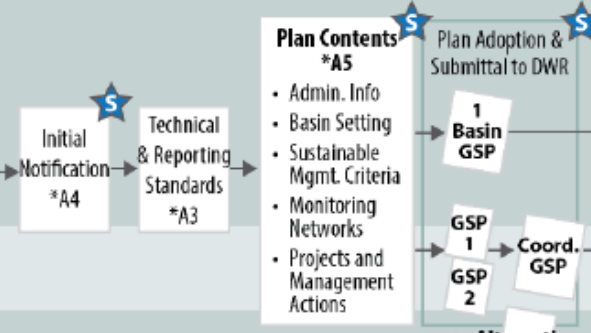 Initial
Notification
*A4
S
Technical
& Reporting
Standards
*A3
Plan Contents
*A5
• Admin. Info
• Basin Setting
• Sustainable
Mgmt. Criteria
• Monitoring
Networks
• Projects and
Management
Actions
S
Plan Adoption &
Submittal to DWR
S
1
Basin
GSP
GSP
1
GSP
2
Coord.
GSP